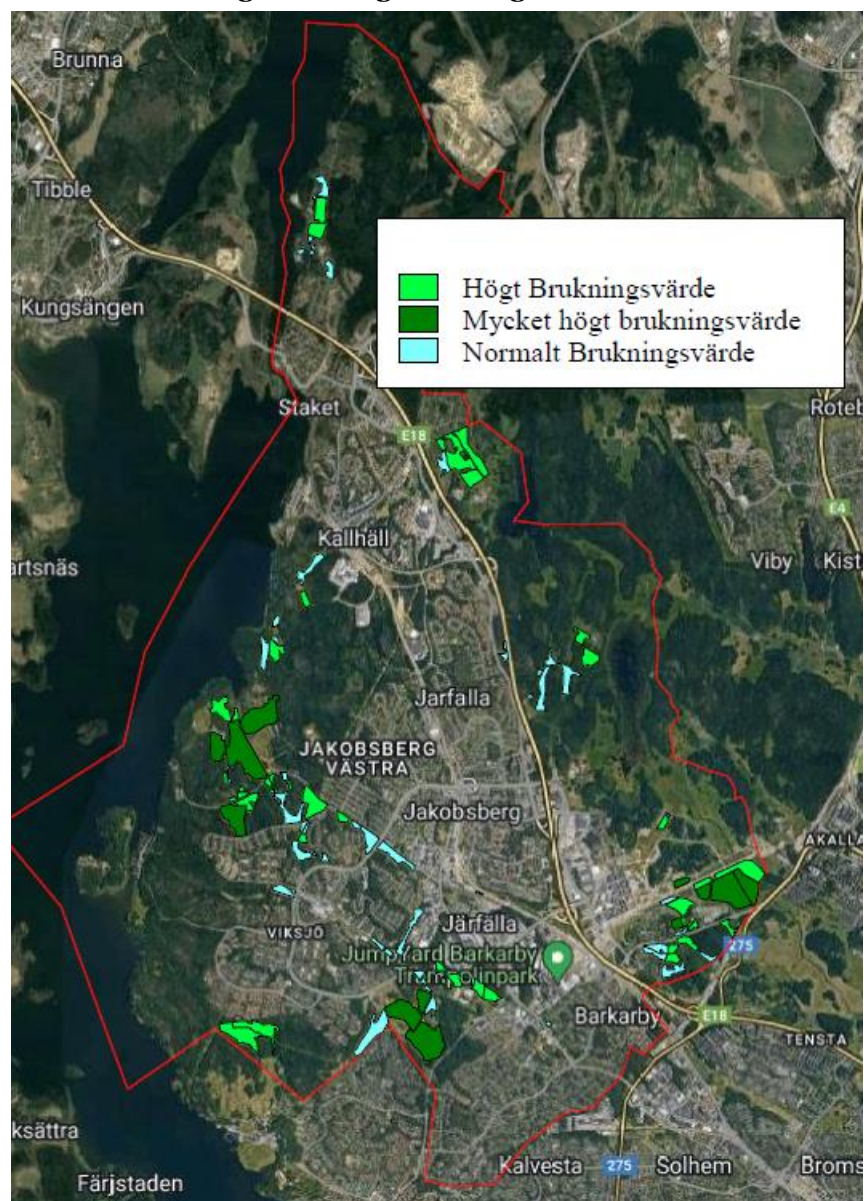 Brunna
Tibble
Kungsängen
Högt Brukningsvärde
Mycket högt brukningsvärde
Normalt Brukningsvärde
Staket
E18
Roteb
E4
Kallhäll
artsnäs
Viby
Kist
Jarfalla
JAKOBSBERG
VÄSTRA
Jakobsberg
AKALLA
VIKSJÖ
Järfälla
275
JumpYard Barkarby
Trampolinpark
Barkarby
E18
TENSTA
ksättra
Kalvesta
275
Solhem
Broms
Färjstaden